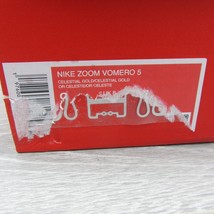 NIKE ZOOM VOMERO 5
CELESTIAL GOLD/CELESTIAL GOLD
OR CELESTE/OR CELESTE